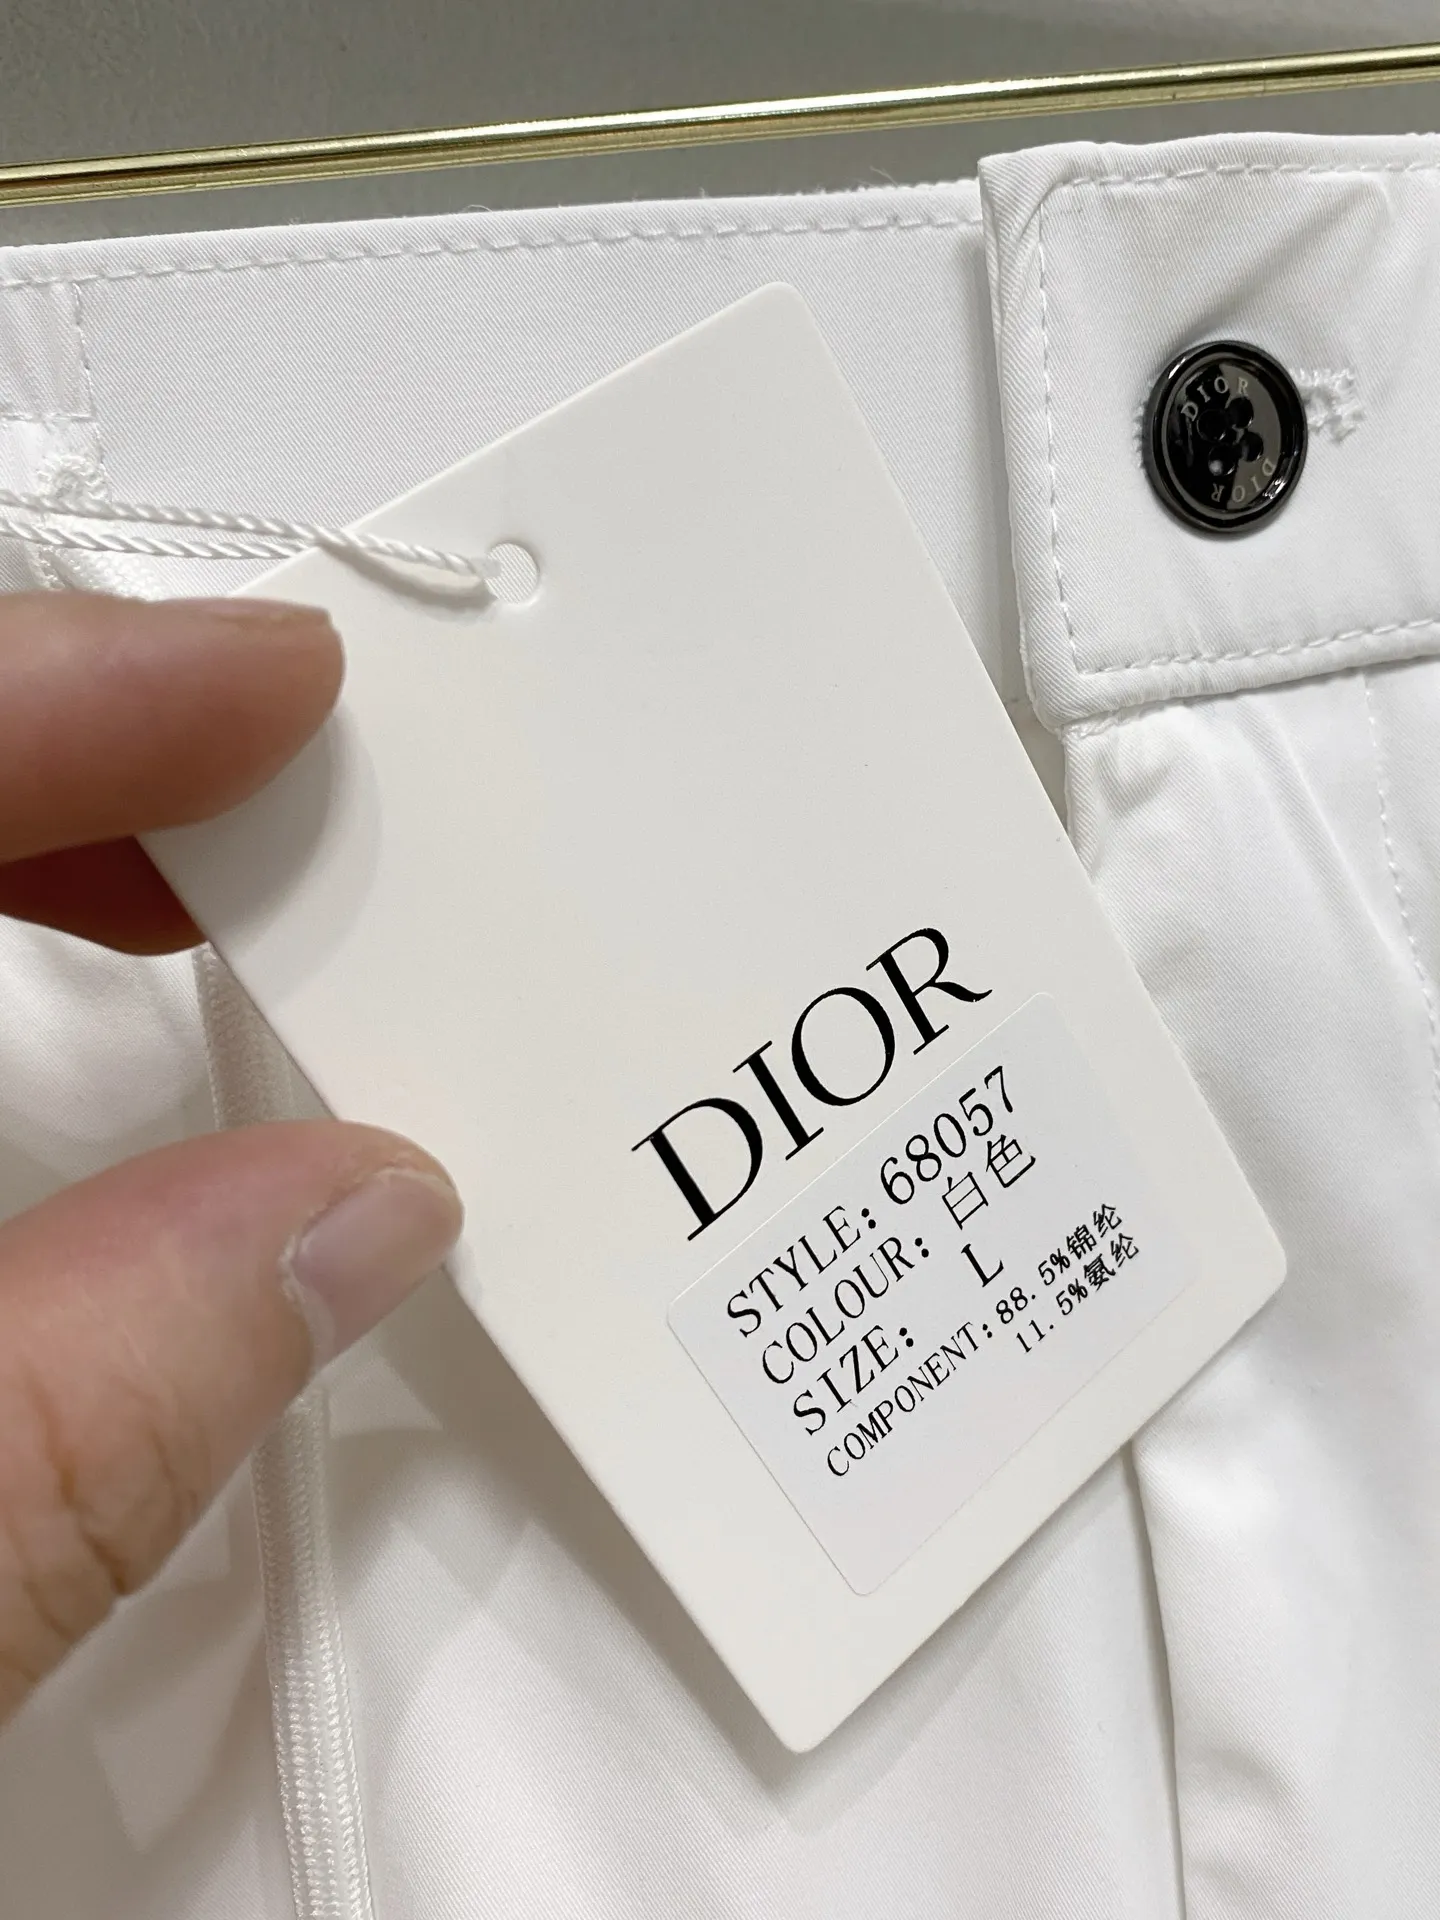 DIOR
DIOR
DIOR
STYLE: 68057
COLOUR: 白色
SIZE: L
COMPONENT: 88.5%锦纶
11.5%氨纶